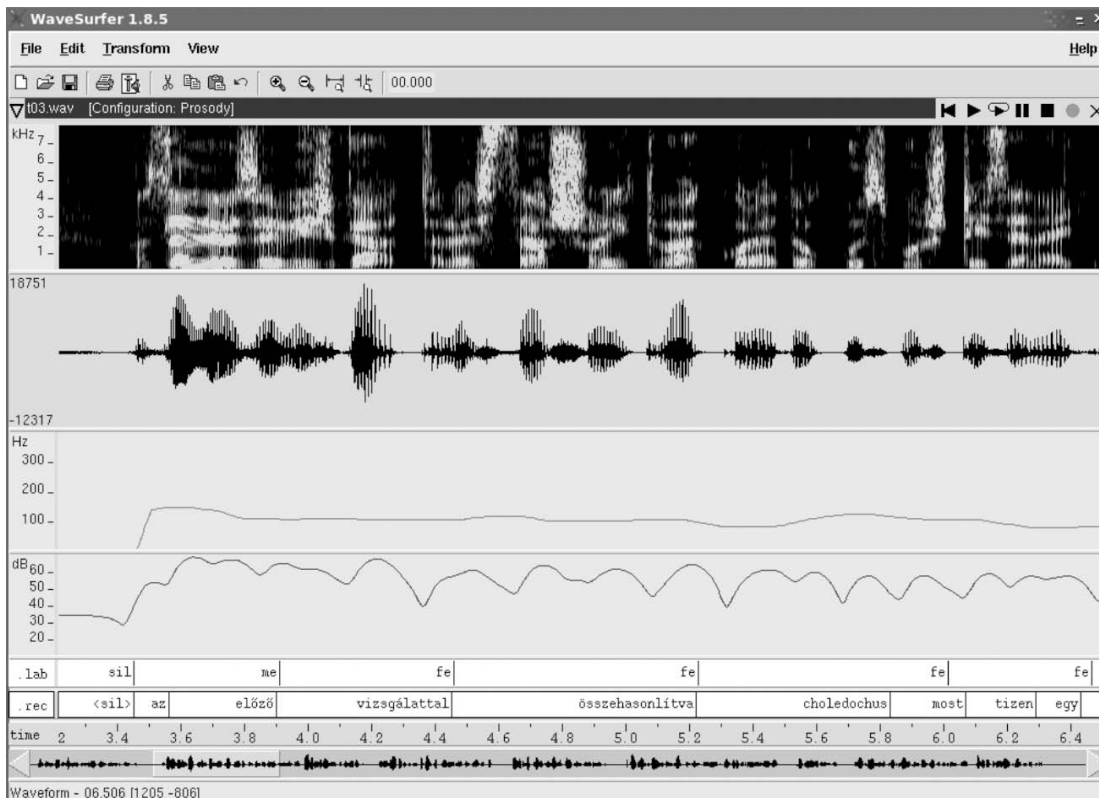 WaveSurfer 1.8.5
File Edit Transform View Help
00.000
t03.wav [Configuration: Prosody]
kHz 7
6
5
4
3
2
1
18751
-12317
Hz
300
200
100
dB 60
50
40
30
20
.lab sil me fe fe fe fe
.rec <sil> az előző vizsgálattal összehasonlítva choledochus most tizen egy
time 2 3.4 3.6 3.8 4.0 4.2 4.4 4.6 4.8 5.0 5.2 5.4 5.6 5.8 6.0 6.2 6.4
Waveform - 06.506 [1205 -806]